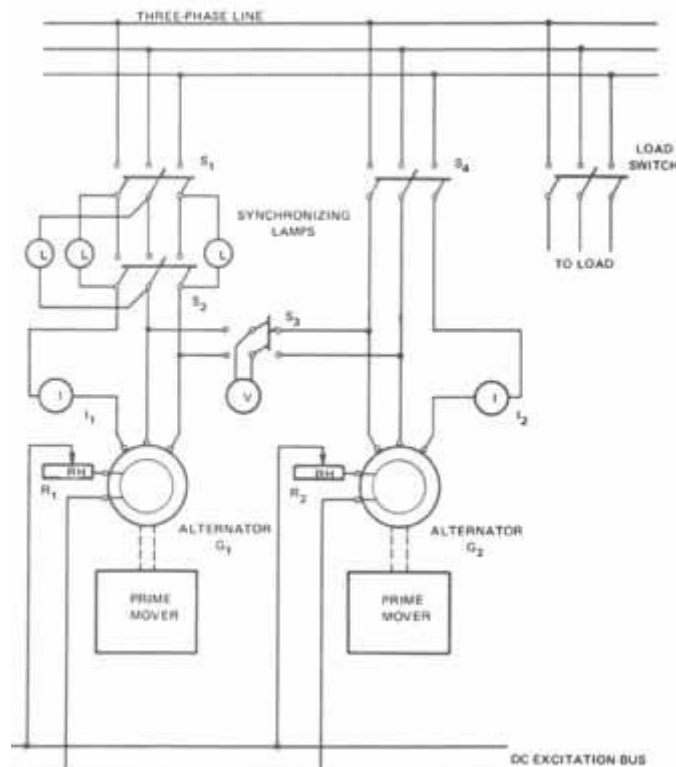 THREE-PHASE LINE
S1
S4
LOAD
SWITCH
SYNCHRONIZING
LAMPS
L
L
L
TO LOAD
S2
S3
I
V
I
I1
I2
RH
R1
RH
R2
ALTERNATOR
G1
ALTERNATOR
G2
PRIME
MOVER
PRIME
MOVER
DC EXCITATION BUS